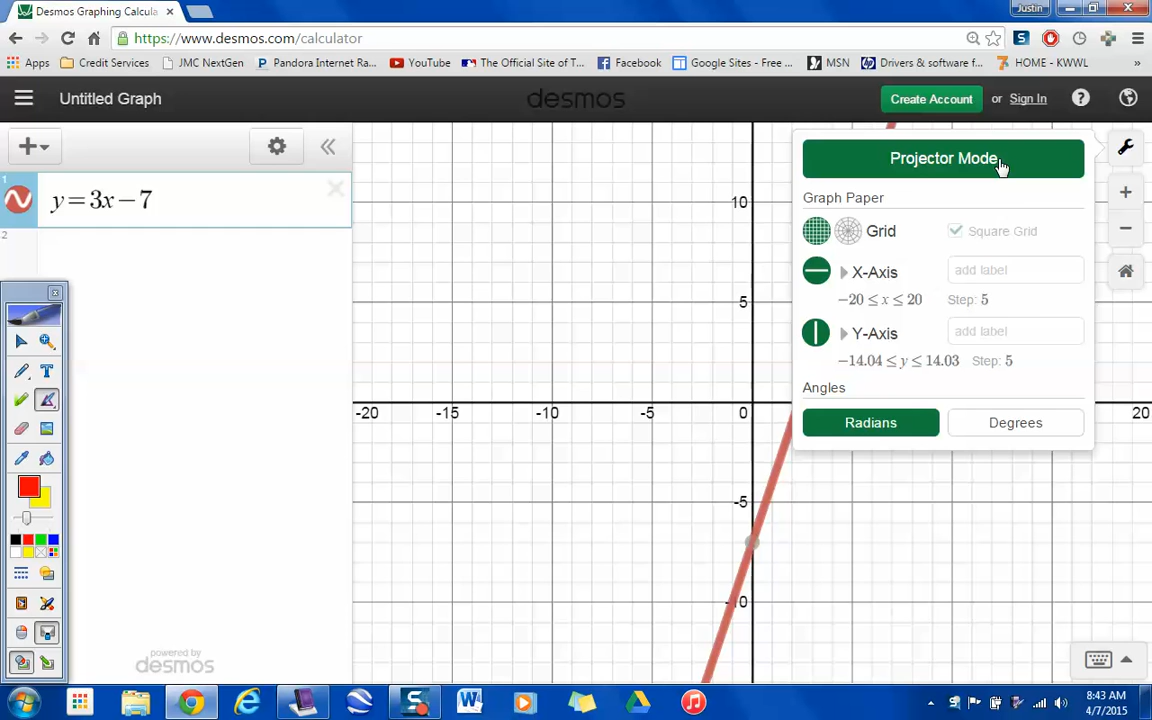 Desmos Graphing Calcula
Justin
https://www.desmos.com/calculator
Apps
Credit Services
JMC NextGen
Pandora Internet Ra...
YouTube
The Official Site of T...
Facebook
Google Sites - Free ...
MSN
Drivers & software f...
HOME - KWWL
Untitled Graph
desmos
Create Account
or
Sign In
Projector Mode
Graph Paper
Grid
Square Grid
X-Axis
add label
−20 ≤ x ≤ 20
Step: 5
Y-Axis
add label
−14.04 ≤ y ≤ 14.03
Step: 5
Angles
Radians
Degrees
1
y=3x−7
2
10
5
-20
-15
-10
-5
0
20
-5
-10
powered by
desmos
8:43 AM
4/7/2015